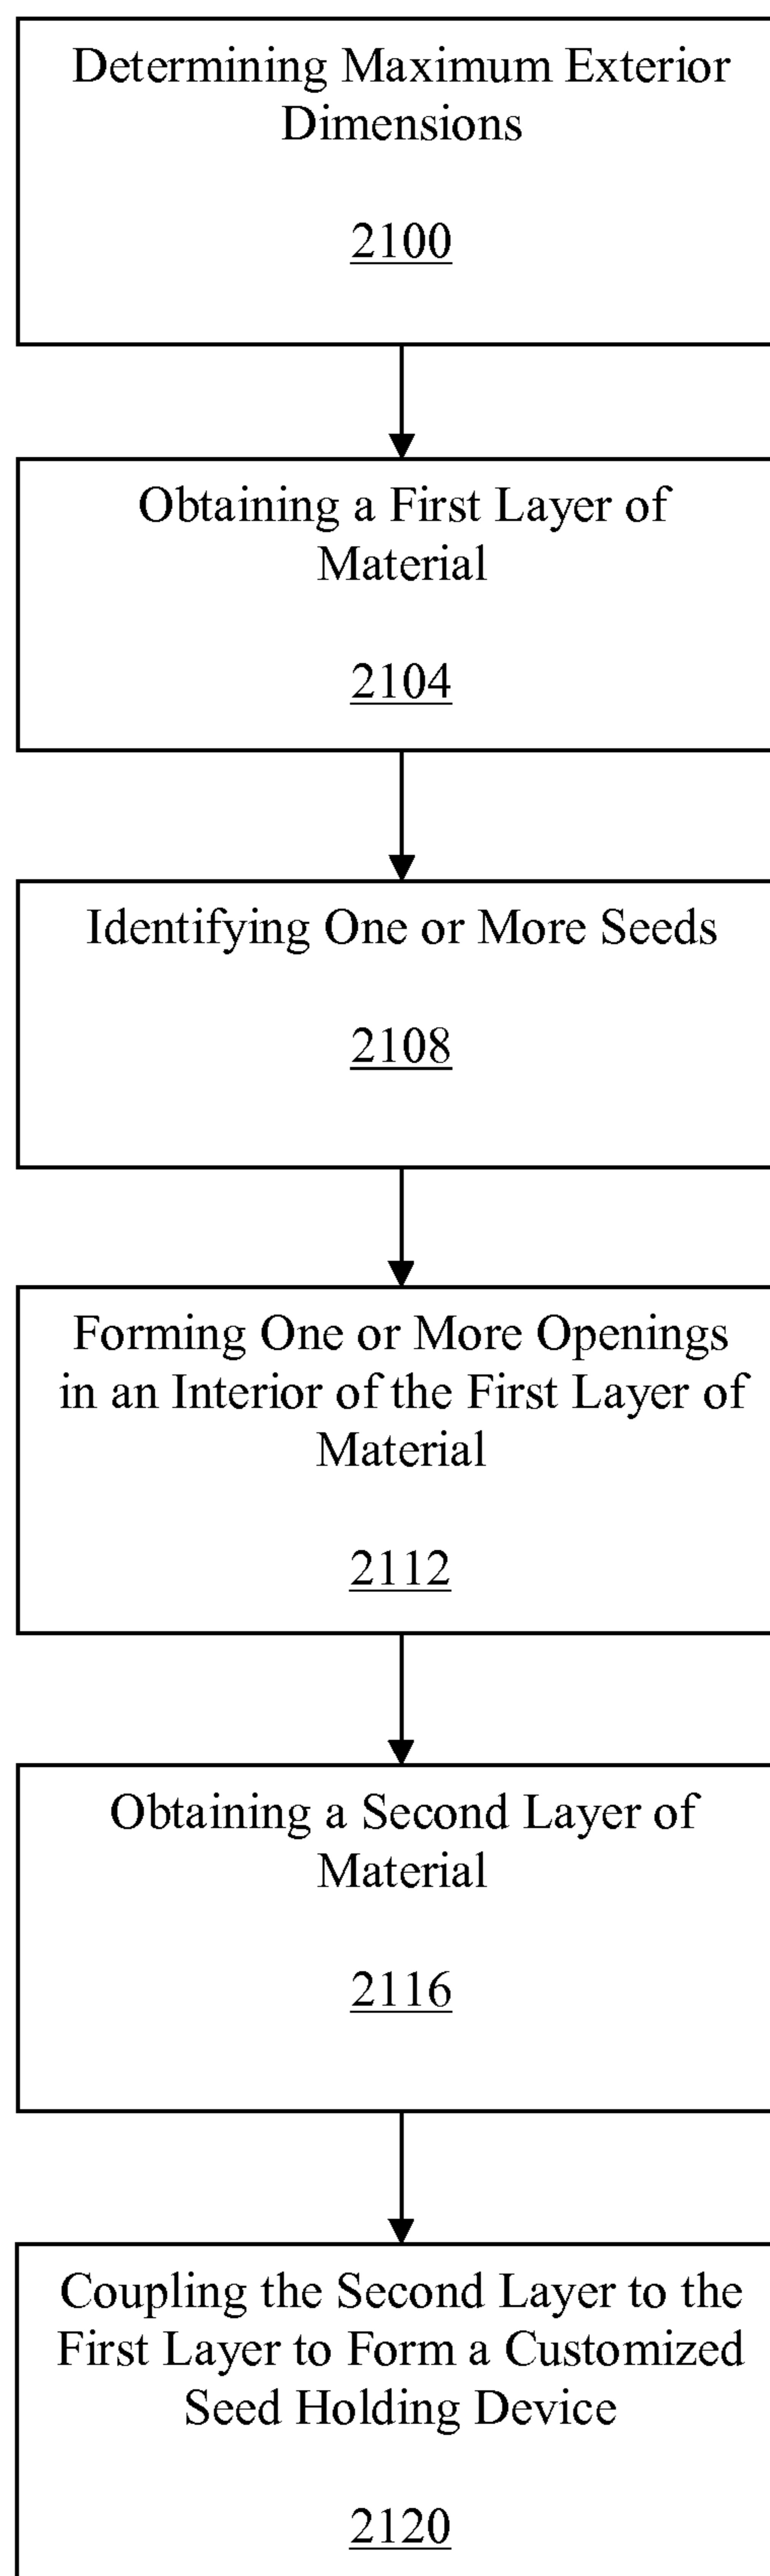 Determining Maximum Exterior
Dimensions
2100
Obtaining a First Layer of
Material
2104
Identifying One or More Seeds
2108
Forming One or More Openings
in an Interior of the First Layer of
Material
2112
Obtaining a Second Layer of
Material
2116
Coupling the Second Layer to the
First Layer to Form a Customized
Seed Holding Device
2120